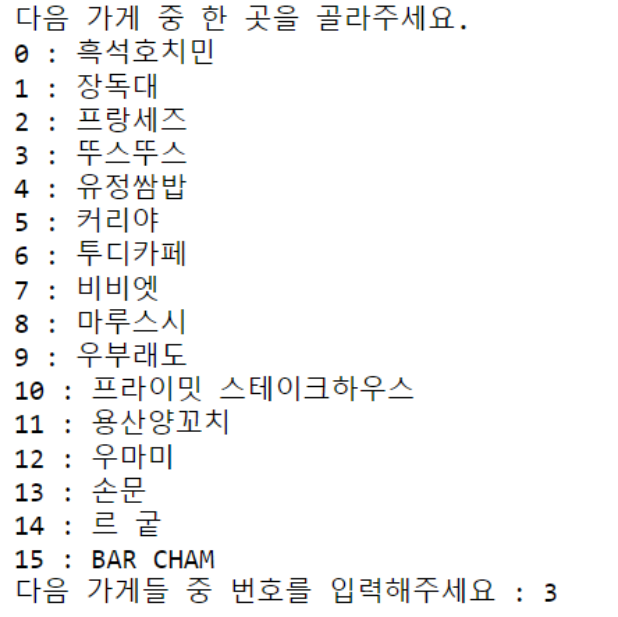 다음 가게 중 한 곳을 골라주세요.
0 : 흑석호치민
1 : 장독대
2 : 프랑세즈
3 : 뚜스뚜스
4 : 유정쌈밥
5 : 커리야
6 : 투디카페
7 : 비비엣
8 : 마루스시
9 : 우부래도
10 : 프라이밋 스테이크하우스
11 : 용산양꼬치
12 : 우마미
13 : 손문
14 : 르 굳
15 : BAR CHAM
다음 가게들 중 번호를 입력해주세요 : 3